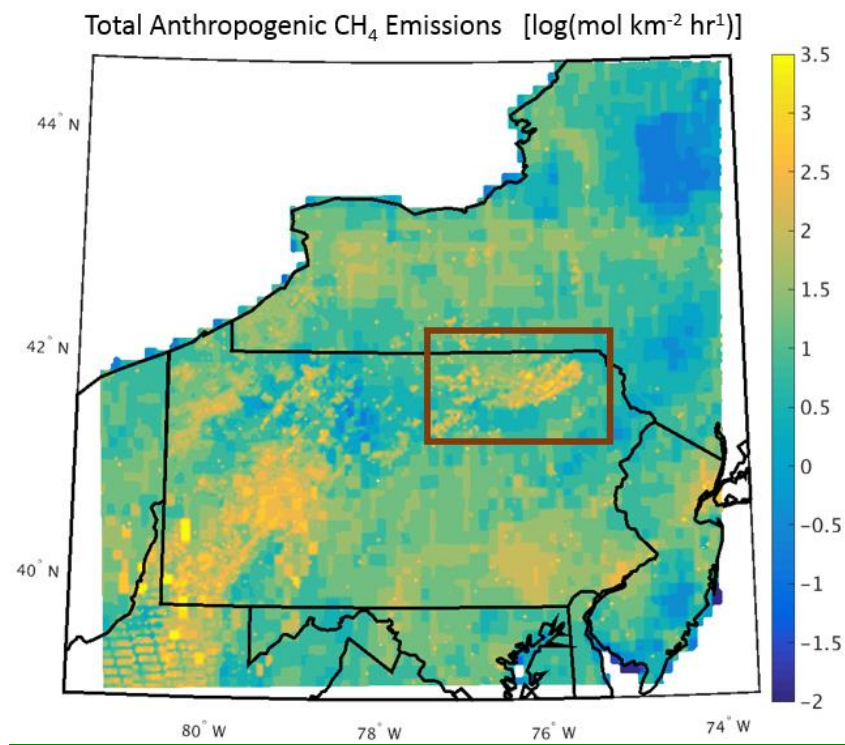 Total Anthropogenic CH₄ Emissions [log(mol km⁻² hr¹)]
3.5
3
2.5
2
1.5
1
0.5
0
−0.5
−1
−1.5
−2
44° N
42° N
40° N
80° W
78° W
76° W
74° W